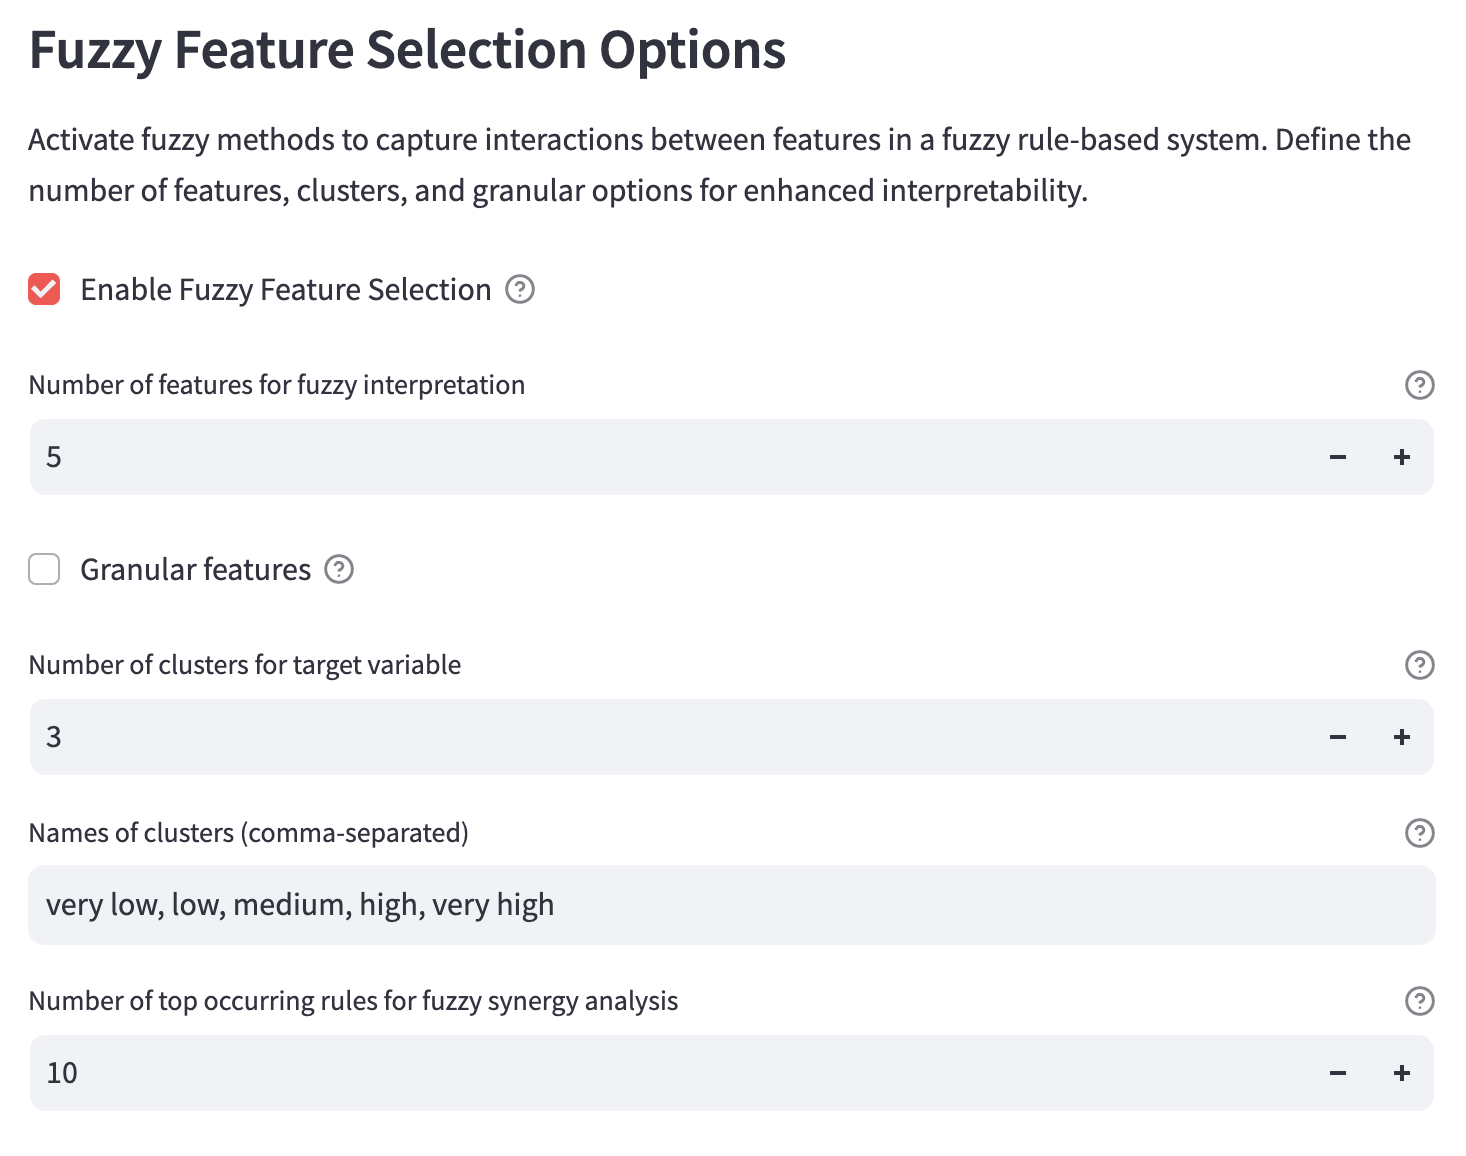 Fuzzy Feature Selection Options
Activate fuzzy methods to capture interactions between features in a fuzzy rule-based system. Define the
number of features, clusters, and granular options for enhanced interpretability.
Enable Fuzzy Feature Selection
Number of features for fuzzy interpretation
5
Granular features
Number of clusters for target variable
3
Names of clusters (comma-separated)
very low, low, medium, high, very high
Number of top occurring rules for fuzzy synergy analysis
10